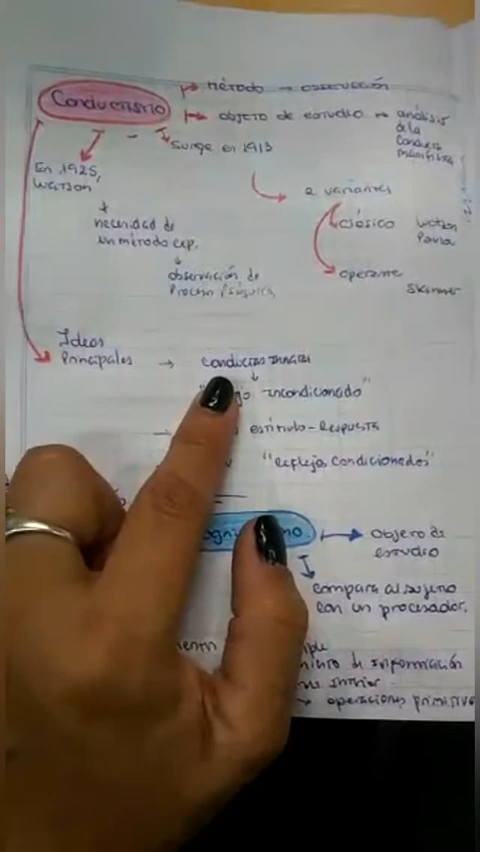 Conductismo
método → observación
objeto de estudio → análisis
de la
conducta
manifiesta
Surge en 1913
En 1925,
Watson
necesidad de
un método exp.
observación de
Proceso Psíquico
2 variantes
clásico Watson
Pavlov
operante
Skinner
Ideas
Principales → conductas innatas
incondicionado"
→ estímulo-Respuesta
"Reflejos condicionados"
Objeto de
estudio
compara al sujeto
con un procesador.
de información
→ operaciones primitivas